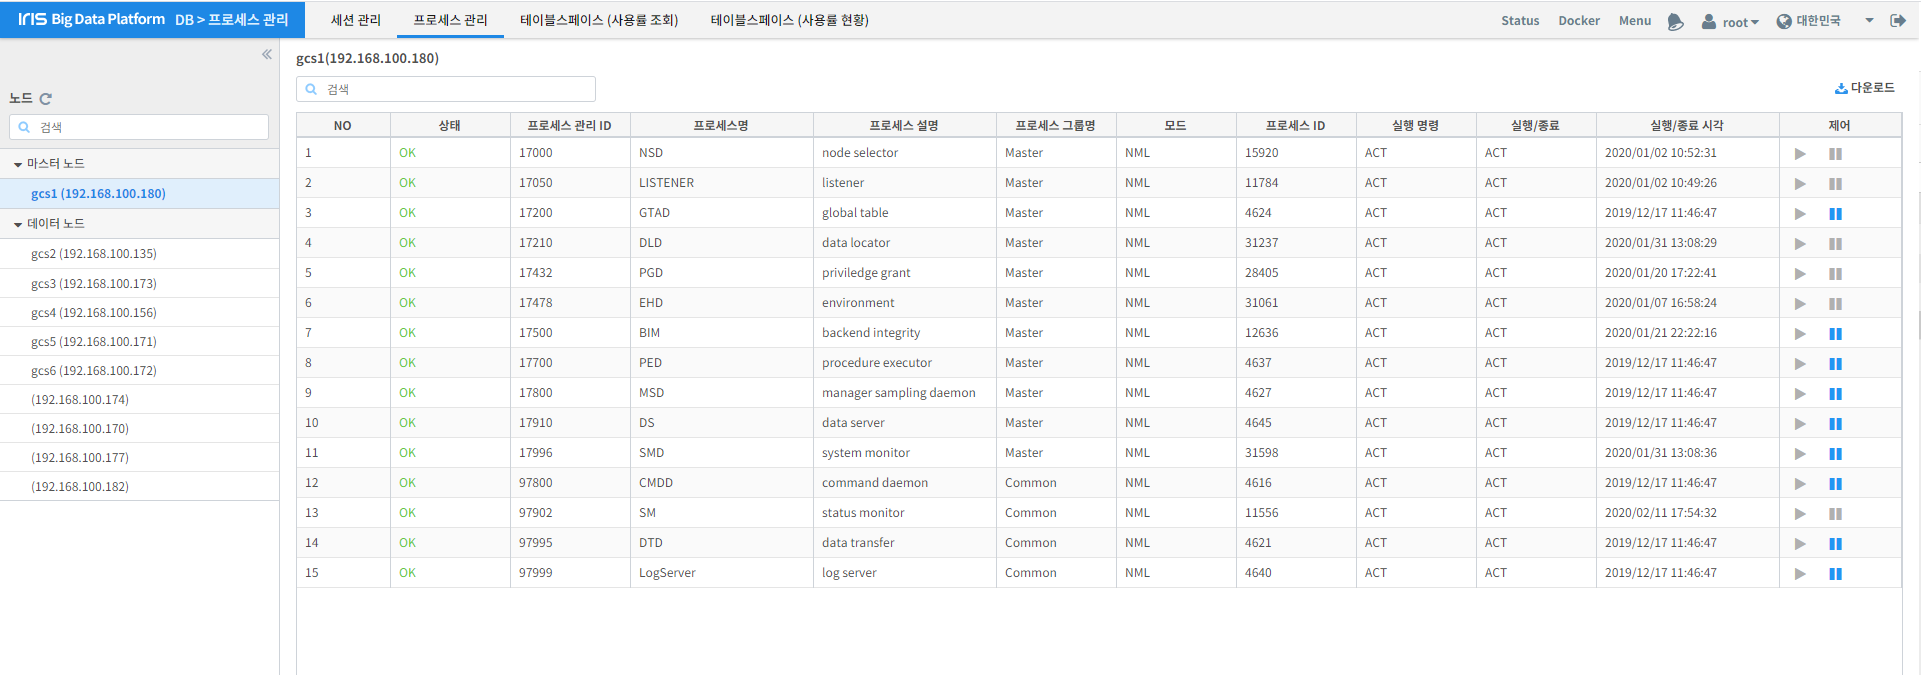 IRIS Big Data Platform DB > 프로세스 관리 세션 관리 프로세스 관리 테이블스페이스 (사용률 조회) 테이블스페이스 (사용률 현황) Status Docker Menu root 대한민국
노드
검색
마스터 노드
gcs1 (192.168.100.180)
데이터 노드
gcs2 (192.168.100.135)
gcs3 (192.168.100.173)
gcs4 (192.168.100.156)
gcs5 (192.168.100.171)
gcs6 (192.168.100.172)
(192.168.100.174)
(192.168.100.170)
(192.168.100.177)
(192.168.100.182)
gcs1(192.168.100.180)
검색 다운로드
NO 상태 프로세스 관리 ID 프로세스명 프로세스 설명 프로세스 그룹명 모드 프로세스 ID 실행 명령 실행/종료 실행/종료 시각 제어
1 OK 17000 NSD node selector Master NML 15920 ACT ACT 2020/01/02 10:52:31
2 OK 17050 LISTENER listener Master NML 11784 ACT ACT 2020/01/02 10:49:26
3 OK 17200 GTAD global table Master NML 4624 ACT ACT 2019/12/17 11:46:47
4 OK 17210 DLD data locator Master NML 31237 ACT ACT 2020/01/31 13:08:29
5 OK 17432 PGD priviledge grant Master NML 28405 ACT ACT 2020/01/20 17:22:41
6 OK 17478 EHD environment Master NML 31061 ACT ACT 2020/01/07 16:58:24
7 OK 17500 BIM backend integrity Master NML 12636 ACT ACT 2020/01/21 22:22:16
8 OK 17700 PED procedure executor Master NML 4637 ACT ACT 2019/12/17 11:46:47
9 OK 17800 MSD manager sampling daemon Master NML 4627 ACT ACT 2019/12/17 11:46:47
10 OK 17910 DS data server Master NML 4645 ACT ACT 2019/12/17 11:46:47
11 OK 17996 SMD system monitor Master NML 31598 ACT ACT 2020/01/31 13:08:36
12 OK 97800 CMDD command daemon Common NML 4616 ACT ACT 2019/12/17 11:46:47
13 OK 97902 SM status monitor Common NML 11556 ACT ACT 2020/02/11 17:54:32
14 OK 97995 DTD data transfer Common NML 4621 ACT ACT 2019/12/17 11:46:47
15 OK 97999 LogServer log server Common NML 4640 ACT ACT 2019/12/17 11:46:47